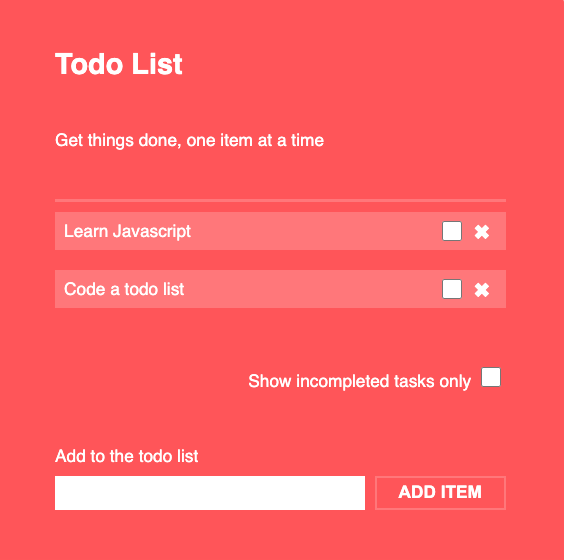 Todo List
Get things done, one item at a time
Learn Javascript ✖
Code a todo list ✖
Show incompleted tasks only
Add to the todo list
ADD ITEM